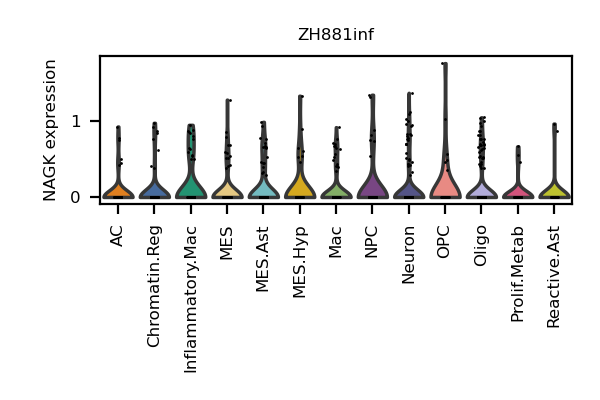 ZH881inf
NAGK expression
1
0
AC
Chromatin.Reg
Inflammatory.Mac
MES
MES.Ast
MES.Hyp
Mac
NPC
Neuron
OPC
Oligo
Prolif.Metab
Reactive.Ast